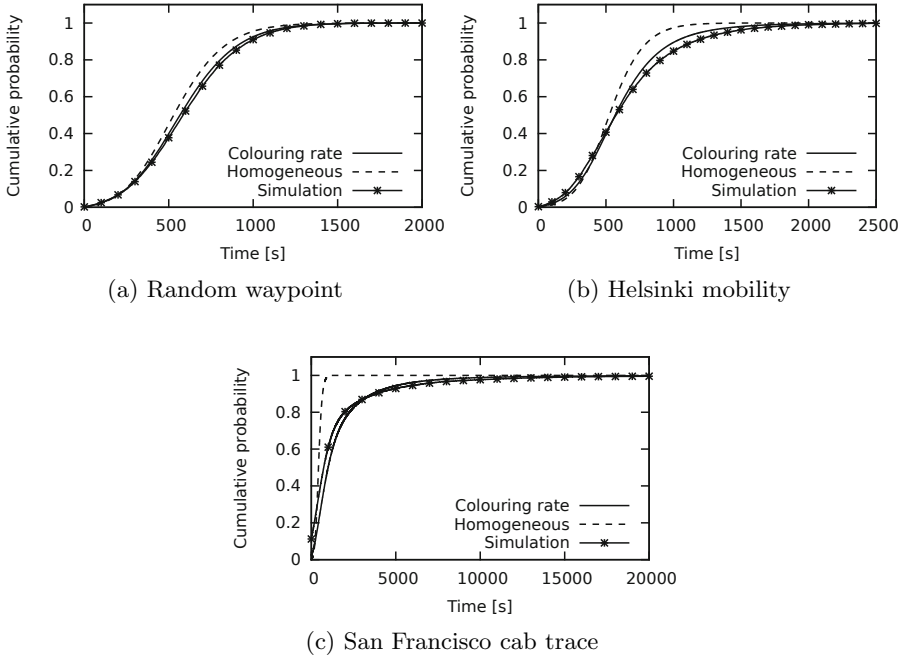 Cumulative probability
1
0.8
0.6
0.4
0.2
0
Colouring rate
Homogeneous
Simulation
0 500 1000 1500 2000
Time [s]
(a) Random waypoint
Cumulative probability
1
0.8
0.6
0.4
0.2
0
Colouring rate
Homogeneous
Simulation
0 500 1000 1500 2000 2500
Time [s]
(b) Helsinki mobility
Cumulative probability
1
0.8
0.6
0.4
0.2
0
Colouring rate
Homogeneous
Simulation
0 5000 10000 15000 20000
Time [s]
(c) San Francisco cab trace